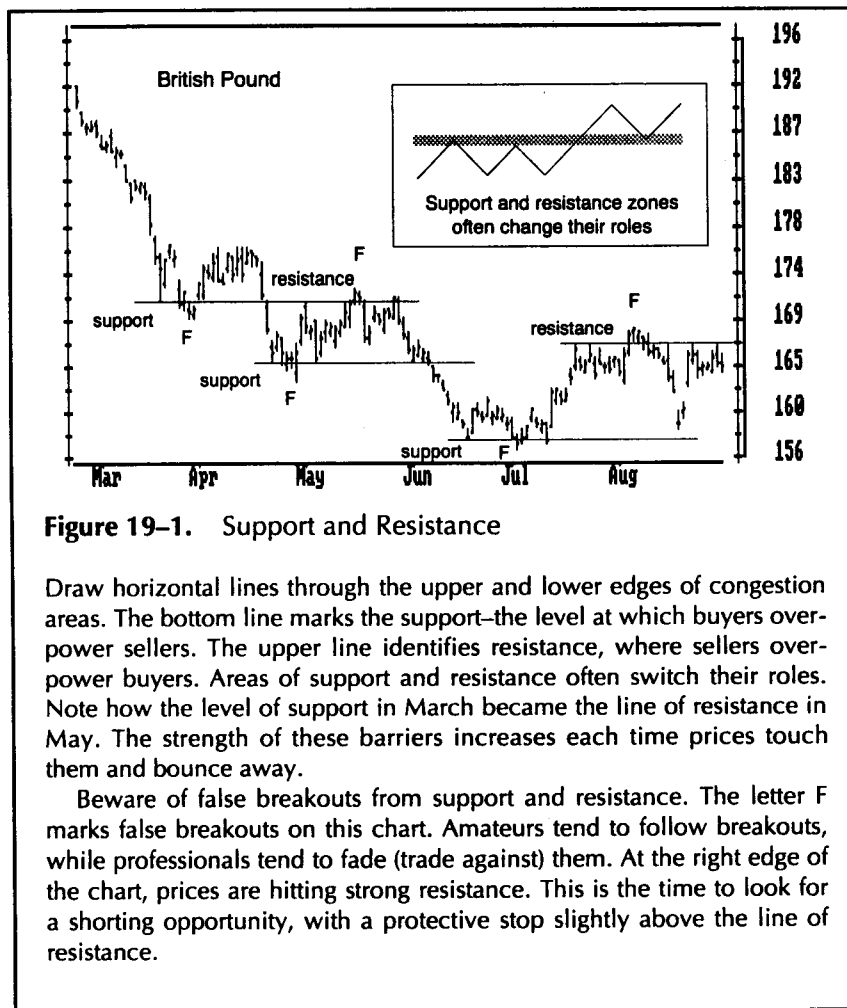 196
British Pound
192
187
183
Support and resistance zones
often change their roles
178
F
174
resistance
F
169
support
F
resistance
165
support
F
160
support
F
156
Mar Apr May Jun Jul Aug
Figure 19–1. Support and Resistance
Draw horizontal lines through the upper and lower edges of congestion
areas. The bottom line marks the support–the level at which buyers over-
power sellers. The upper line identifies resistance, where sellers over-
power buyers. Areas of support and resistance often switch their roles.
Note how the level of support in March became the line of resistance in
May. The strength of these barriers increases each time prices touch
them and bounce away.
Beware of false breakouts from support and resistance. The letter F
marks false breakouts on this chart. Amateurs tend to follow breakouts,
while professionals tend to fade (trade against) them. At the right edge of
the chart, prices are hitting strong resistance. This is the time to look for
a shorting opportunity, with a protective stop slightly above the line of
resistance.